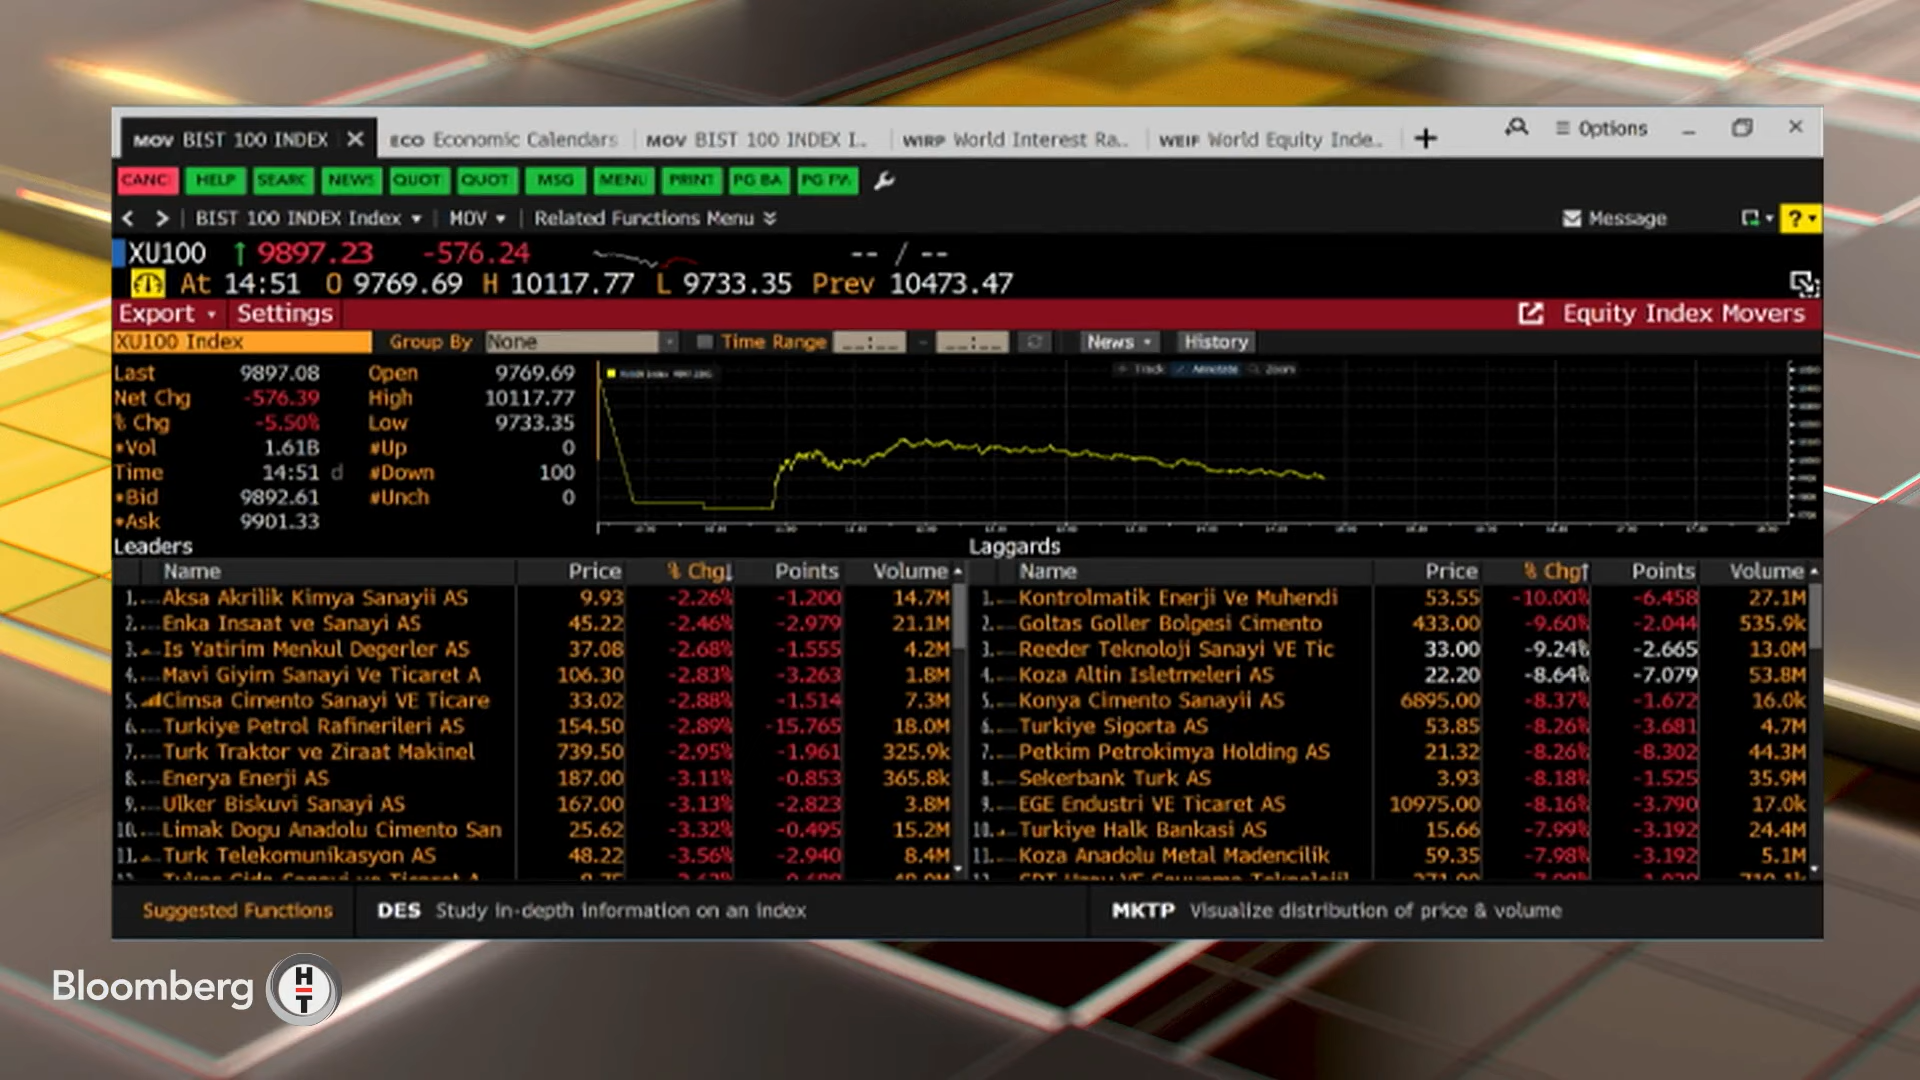 MOV BIST 100 INDEX ECO Economic Calendars MOV BIST 100 INDEX I... WIRP World Interest Ra... WEIF World Equity Inde... Options
CANC HELP SEARC NEWS QUOT QUOT MSG MENU PRINT PG BA
BIST 100 INDEX Index MOV Related Functions Menu Message ?
XU100 ↑ 9897.23 -576.24 -- / --
At 14:51 O 9769.69 H 10117.77 L 9733.35 Prev 10473.47
Export Settings Equity Index Movers
XU100 Index Group By None Time Range __:__ - __:__ News History
Track Annotate Zoom
Last 9897.08 Open 9769.69
Net Chg -576.39 High 10117.77
% Chg -5.50% Low 9733.35
Vol 1.61B #Up 0
Time 14:51 d #Down 100
Bid 9892.61 #Unch 0
Ask 9901.33
Leaders Laggards
Name Price % Chg↓ Points Volume Name Price % Chg↑ Points Volume
1. Aksa Akrilik Kimya Sanayii AS 9.93 -2.26% -1.200 14.7M 1. Kontrolmatik Enerji Ve Muhendi 53.55 -10.00% -6.458 27.1M
2. Enka Insaat ve Sanayi AS 45.22 -2.46% -2.979 21.1M 2. Goltas Goller Bolgesi Cimento 433.00 -9.60% -2.044 535.9k
3. Is Yatirim Menkul Degerler AS 37.08 -2.68% -1.555 4.2M 3. Reeder Teknoloji Sanayi VE Tic 33.00 -9.24% -2.665 13.0M
4. Mavi Giyim Sanayi Ve Ticaret A 106.30 -2.83% -3.263 1.8M 4. Koza Altin Isletmeleri AS 22.20 -8.64% -7.079 53.8M
5. Cimsa Cimento Sanayi VE Ticare 33.02 -2.88% -1.514 7.3M 5. Konya Cimento Sanayii AS 6895.00 -8.37% -1.672 16.0k
6. Turkiye Petrol Rafinerileri AS 154.50 -2.89% -15.765 18.0M 6. Turkiye Sigorta AS 53.85 -8.26% -3.681 4.7M
7. Turk Traktor ve Ziraat Makinel 739.50 -2.95% -1.961 325.9k 7. Petkim Petrokimya Holding AS 21.32 -8.26% -8.302 44.3M
8. Enerya Enerji AS 187.00 -3.11% -0.853 365.8k 8. Sekerbank Turk AS 3.93 -8.18% -1.525 35.9M
9. Ulker Biskuvi Sanayi AS 167.00 -3.13% -2.823 3.8M 9. EGE Endustri VE Ticaret AS 10975.00 -8.16% -3.790 17.0k
10. Limak Dogu Anadolu Cimento San 25.62 -3.32% -0.495 15.2M 10. Turkiye Halk Bankasi AS 15.66 -7.99% -3.192 24.4M
11. Turk Telekomunikasyon AS 48.22 -3.56% -2.940 8.4M 11. Koza Anadolu Metal Madencilik 59.35 -7.98% -3.192 5.1M
Suggested Functions DES Study in-depth information on an index MKTP Visualize distribution of price & volume
Bloomberg HT